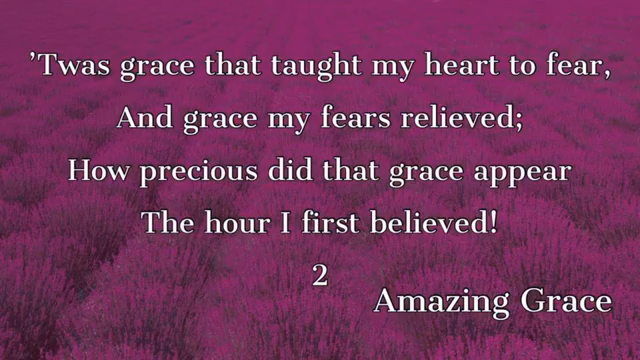 ’Twas grace that taught my heart to fear,
And grace my fears relieved;
How precious did that grace appear
The hour I first believed!
2
Amazing Grace